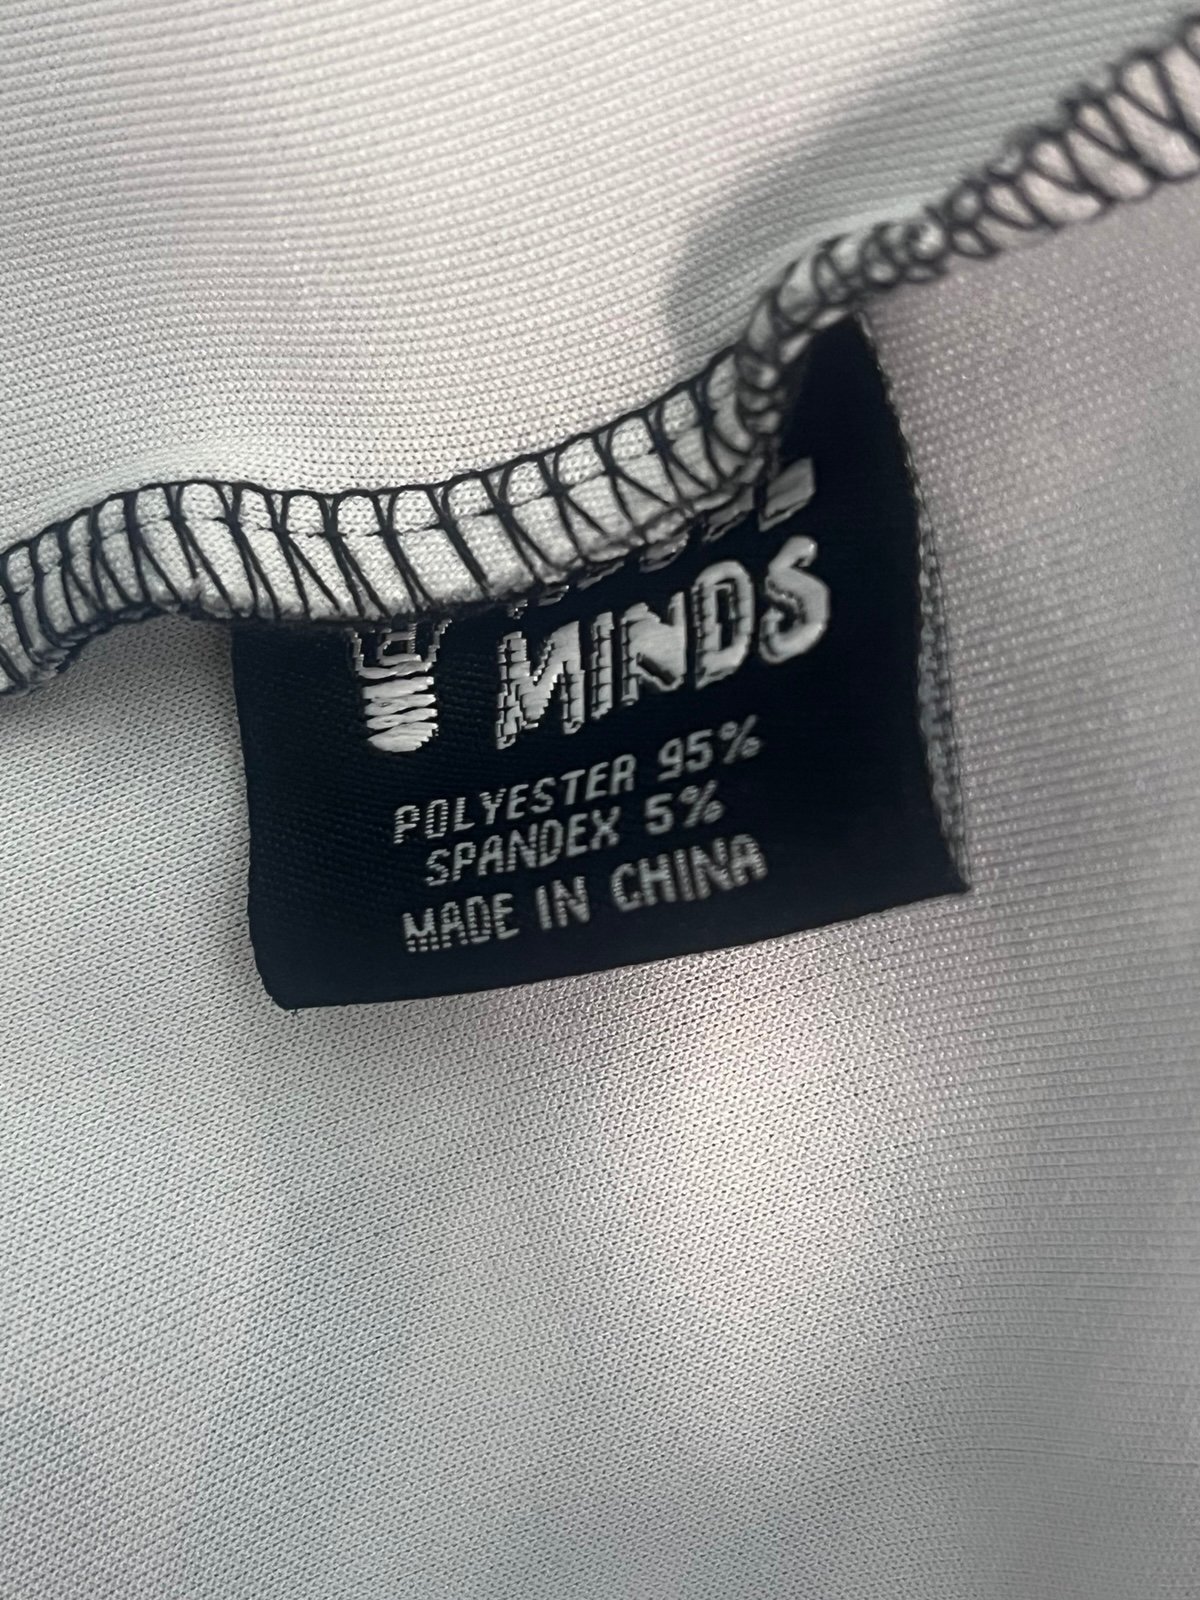 MINDS
POLYESTER 95%
SPANDEX 5%
MADE IN CHINA